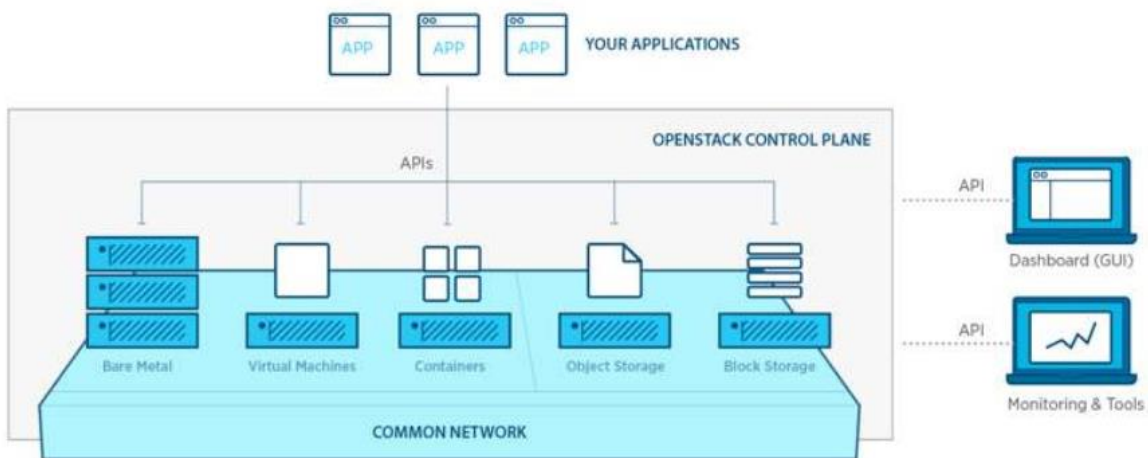 APP APP APP YOUR APPLICATIONS
OPENSTACK CONTROL PLANE
APIs
API
Dashboard (GUI)
Bare Metal Virtual Machines Containers Object Storage Block Storage
API
Monitoring & Tools
COMMON NETWORK